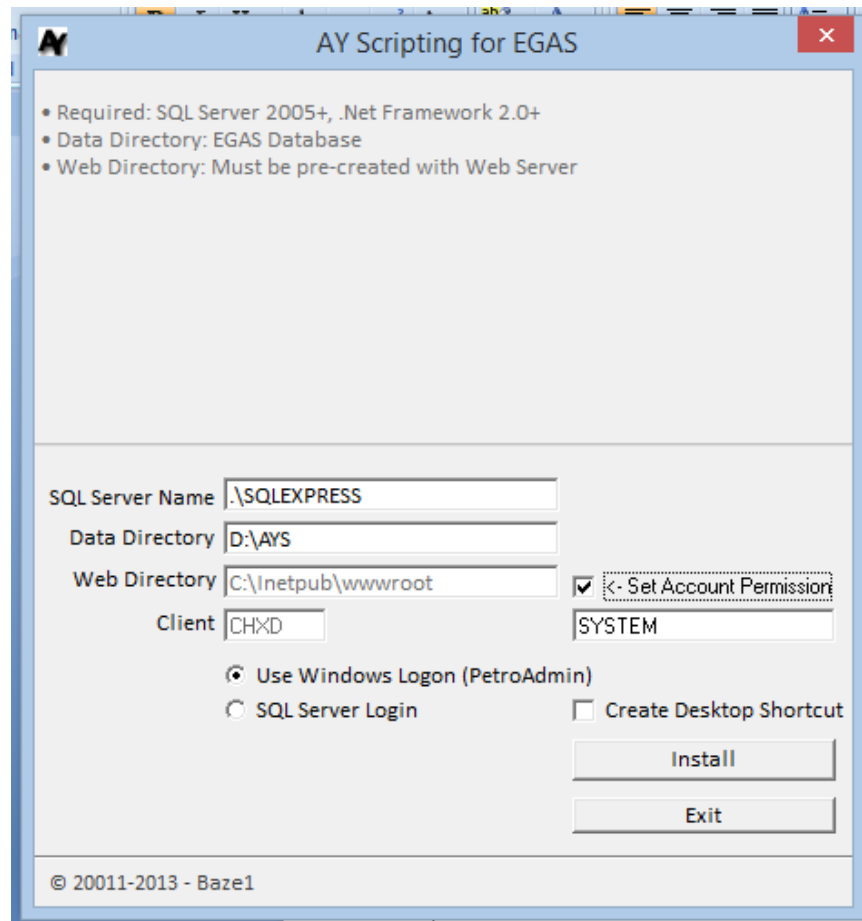 AY
AY Scripting for EGAS
• Required: SQL Server 2005+, .Net Framework 2.0+
• Data Directory: EGAS Database
• Web Directory: Must be pre-created with Web Server
SQL Server Name .\SQLEXPRESS
Data Directory D:\AYS
Web Directory C:\Inetpub\wwwroot <- Set Account Permission
Client CHXD SYSTEM
Use Windows Logon (PetroAdmin)
SQL Server Login Create Desktop Shortcut
Install
Exit
© 20011-2013 - Baze1